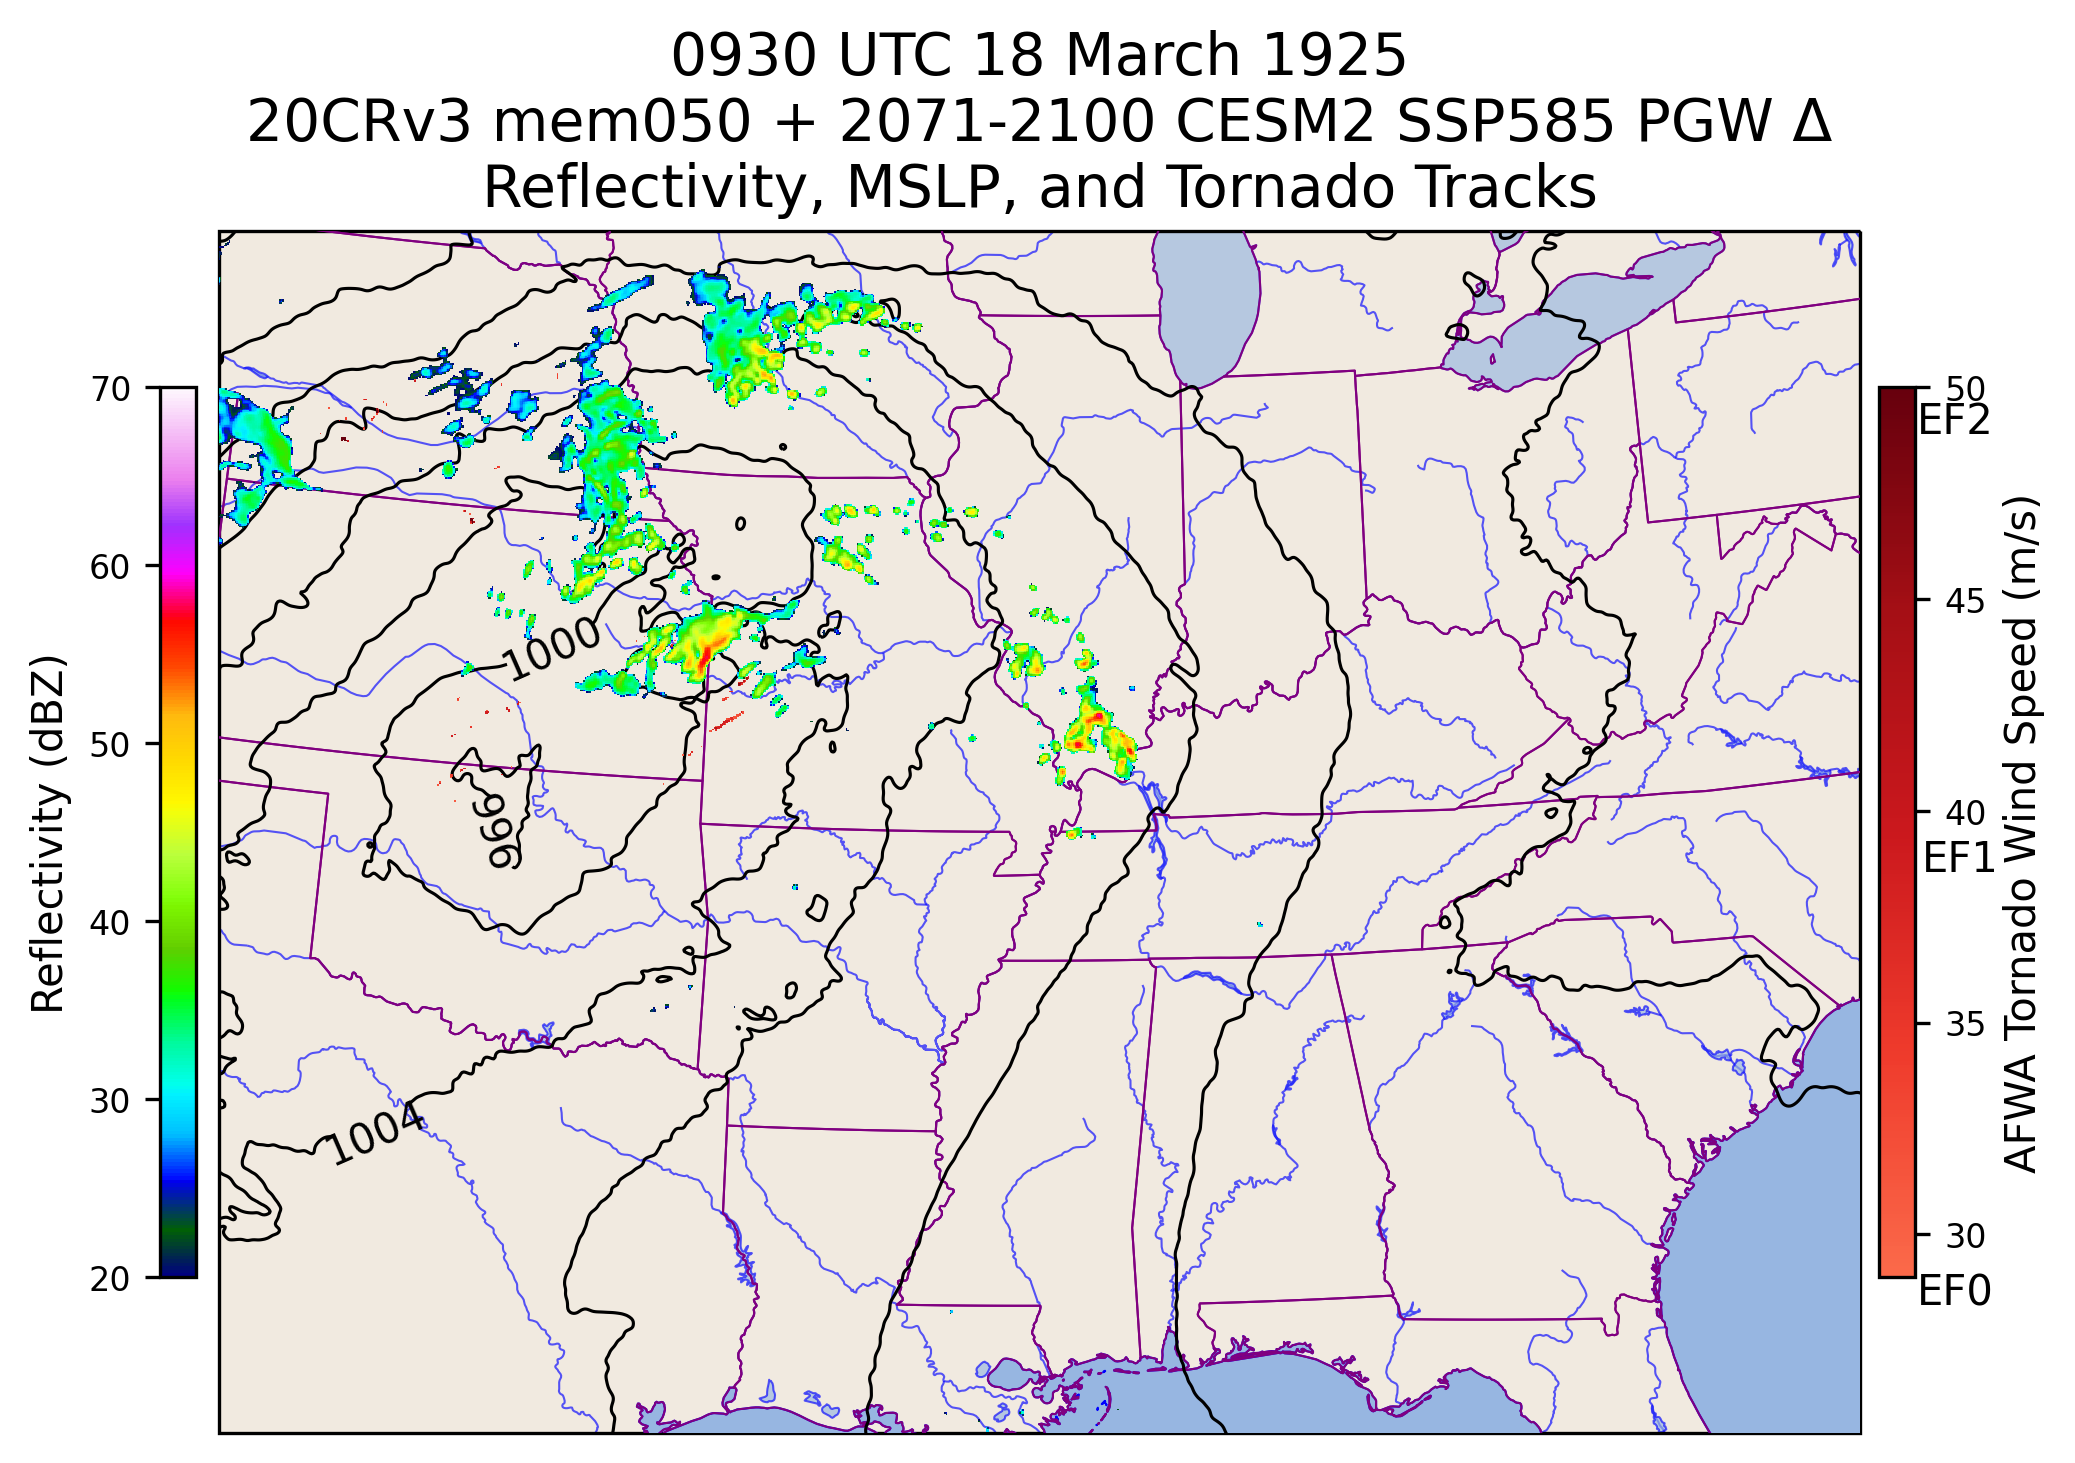 0930 UTC 18 March 1925
20CRv3 mem050 + 2071-2100 CESM2 SSP585 PGW Δ
Reflectivity, MSLP, and Tornado Tracks
70
60
50
40
30
20
Reflectivity (dBZ)
1000
996
1004
50
EF2
45
40
EF1
35
30
EF0
AFWA Tornado Wind Speed (m/s)